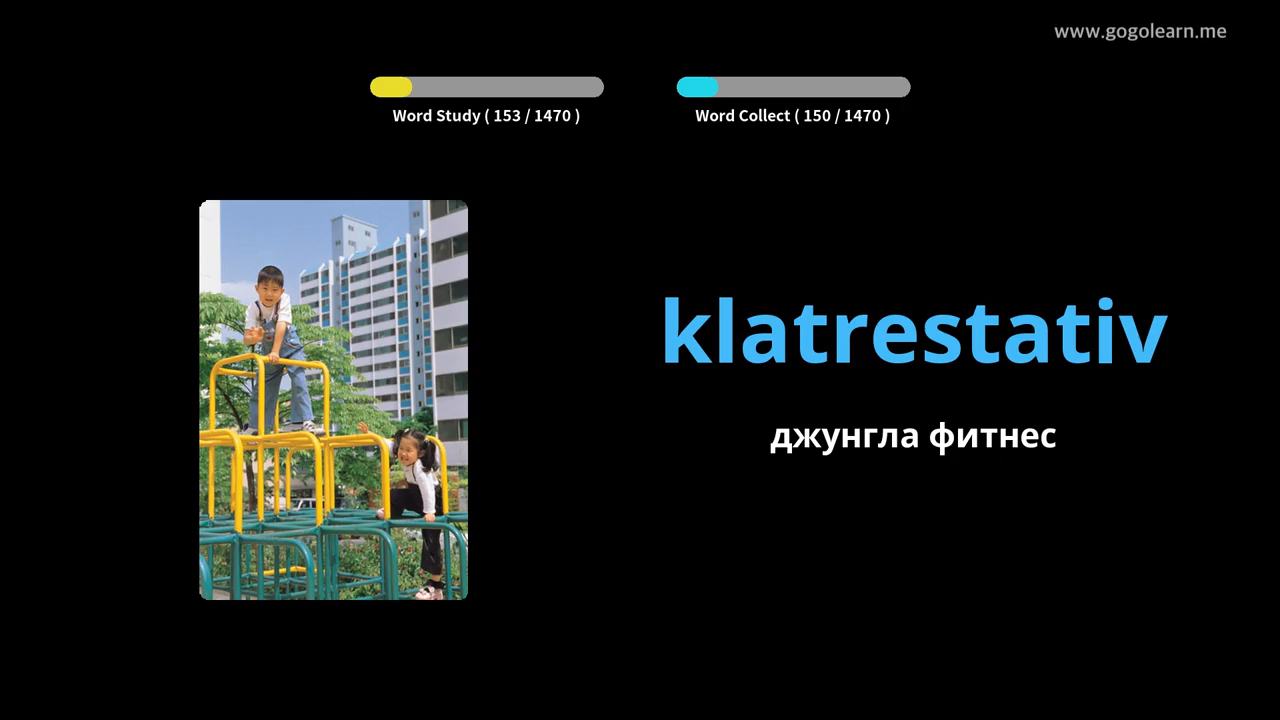 www.gogolearn.me
Word Study ( 153 / 1470 )
Word Collect ( 150 / 1470 )
klatrestativ
джунгла фитнес